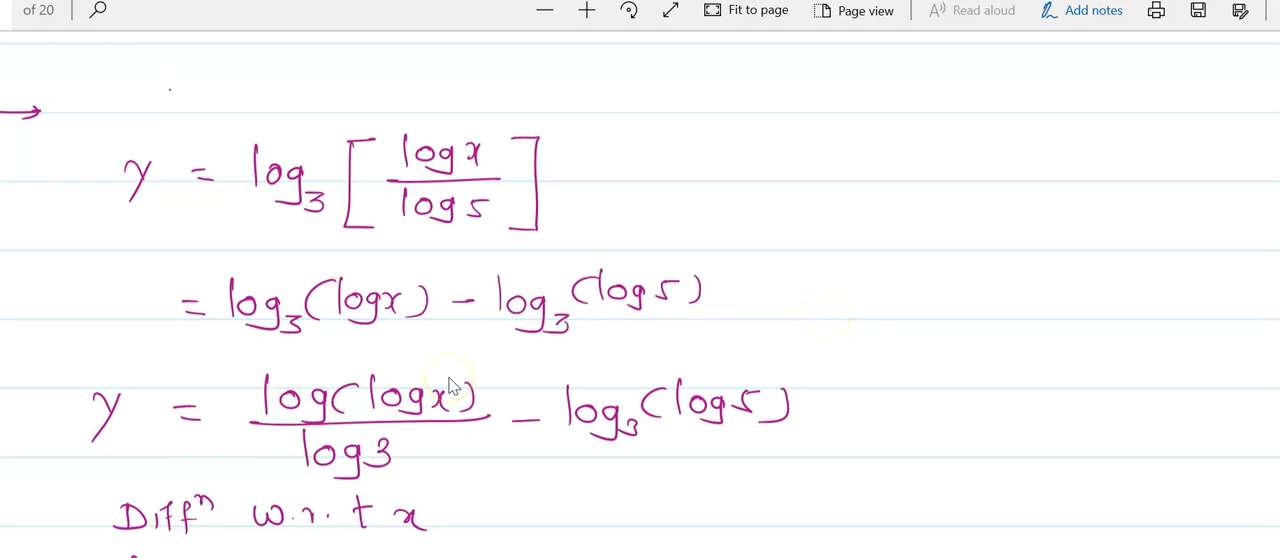 of 20 Fit to page Page view Read aloud Add notes
y = log₃ [ log x / log 5 ]
= log₃(log x) - log₃(log 5)
y = log(log x) / log 3 - log₃(log 5)
Diffⁿ w.r.t x